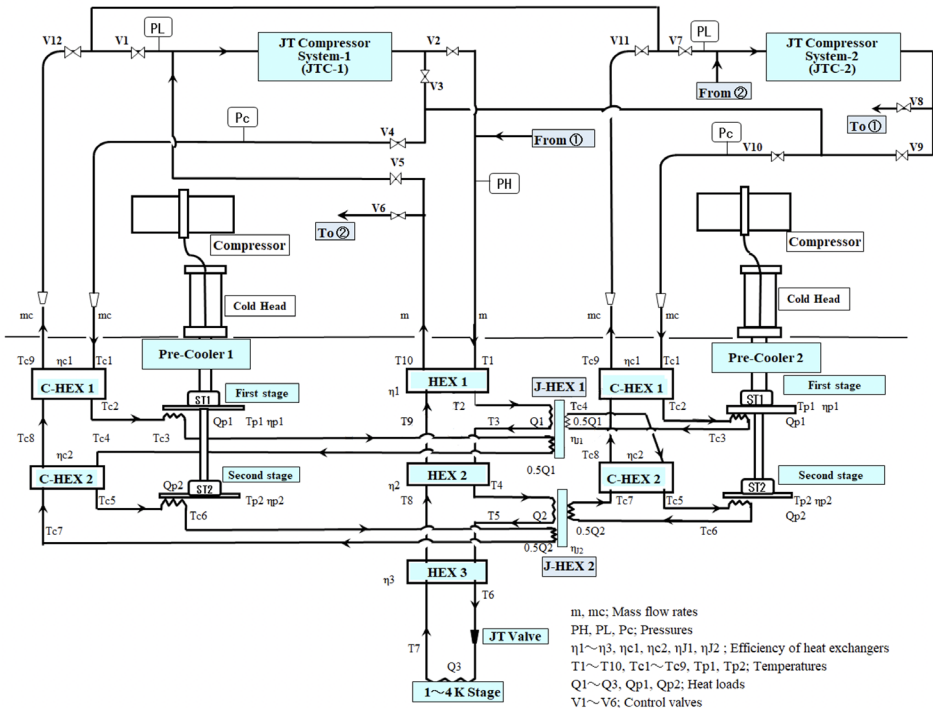 V12
V1
PL
JT Compressor
System-1
(JTC-1)
V2
V3
V11
V7
PL
JT Compressor
System-2
(JTC-2)
From ②
V8
To ①
Pc
V4
From ①
Pc
V10
V9
V5
PH
V6
To ②
Compressor
Compressor
Cold Head
Cold Head
mc
mc
m
m
mc
mc
Tc9
ηc1
Tc1
Pre-Cooler 1
T10
T1
Tc9
ηc1
Tc1
Pre-Cooler 2
C-HEX 1
η1
HEX 1
J-HEX 1
C-HEX 1
First stage
First stage
ST1
ST1
Tc2
Qp1
Tp1 ηp1
T2
Tc4
Tc2
Tp1 ηp1
Qp1
T9
Q1
0.5Q1
Tc8
Tc4
Tc3
T3
ηJ1
Tc3
ηc2
0.5Q1
Tc8
ηc2
C-HEX 2
Second stage
HEX 2
C-HEX 2
Second stage
Qp2
ST2
η2
T4
ST2
Tc5
Tp2 ηp2
T8
Tc7
Tc5
Tp2 ηp2
Tc6
T5
Q2
Qp2
Tc7
0.5Q2
0.5Q2
Tc6
ηJ2
η3
HEX 3
J-HEX 2
T6
JT Valve
T7
Q3
1～4 K Stage
m, mc; Mass flow rates
PH, PL, Pc; Pressures
η1～η3, ηc1, ηc2, ηJ1, ηJ2 ; Efficiency of heat exchangers
T1～T10, Tc1～Tc9, Tp1, Tp2; Temperatures
Q1～Q3, Qp1, Qp2; Heat loads
V1～V6; Control valves